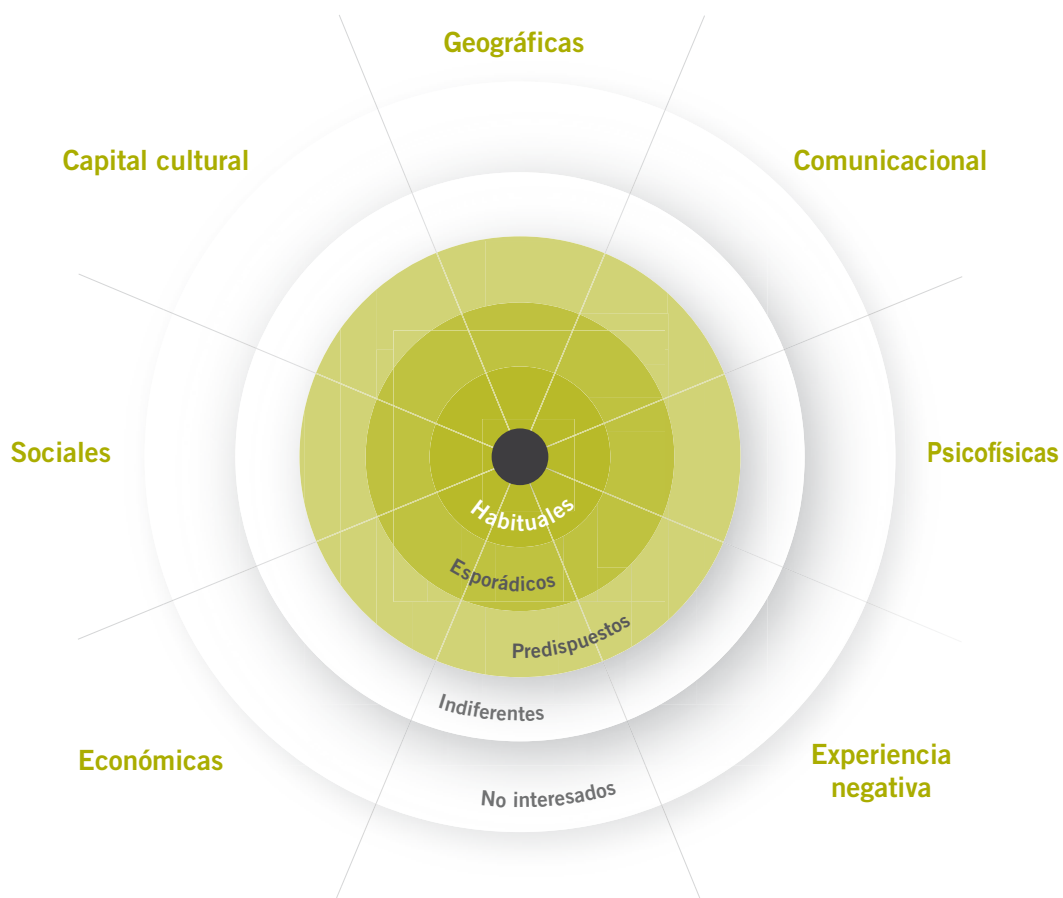 Geográficas
Capital cultural
Comunicacional
Sociales
Psicofísicas
Habituales
Esporádicos
Predispuestos
Indiferentes
Económicas
Experiencia
negativa
No interesados